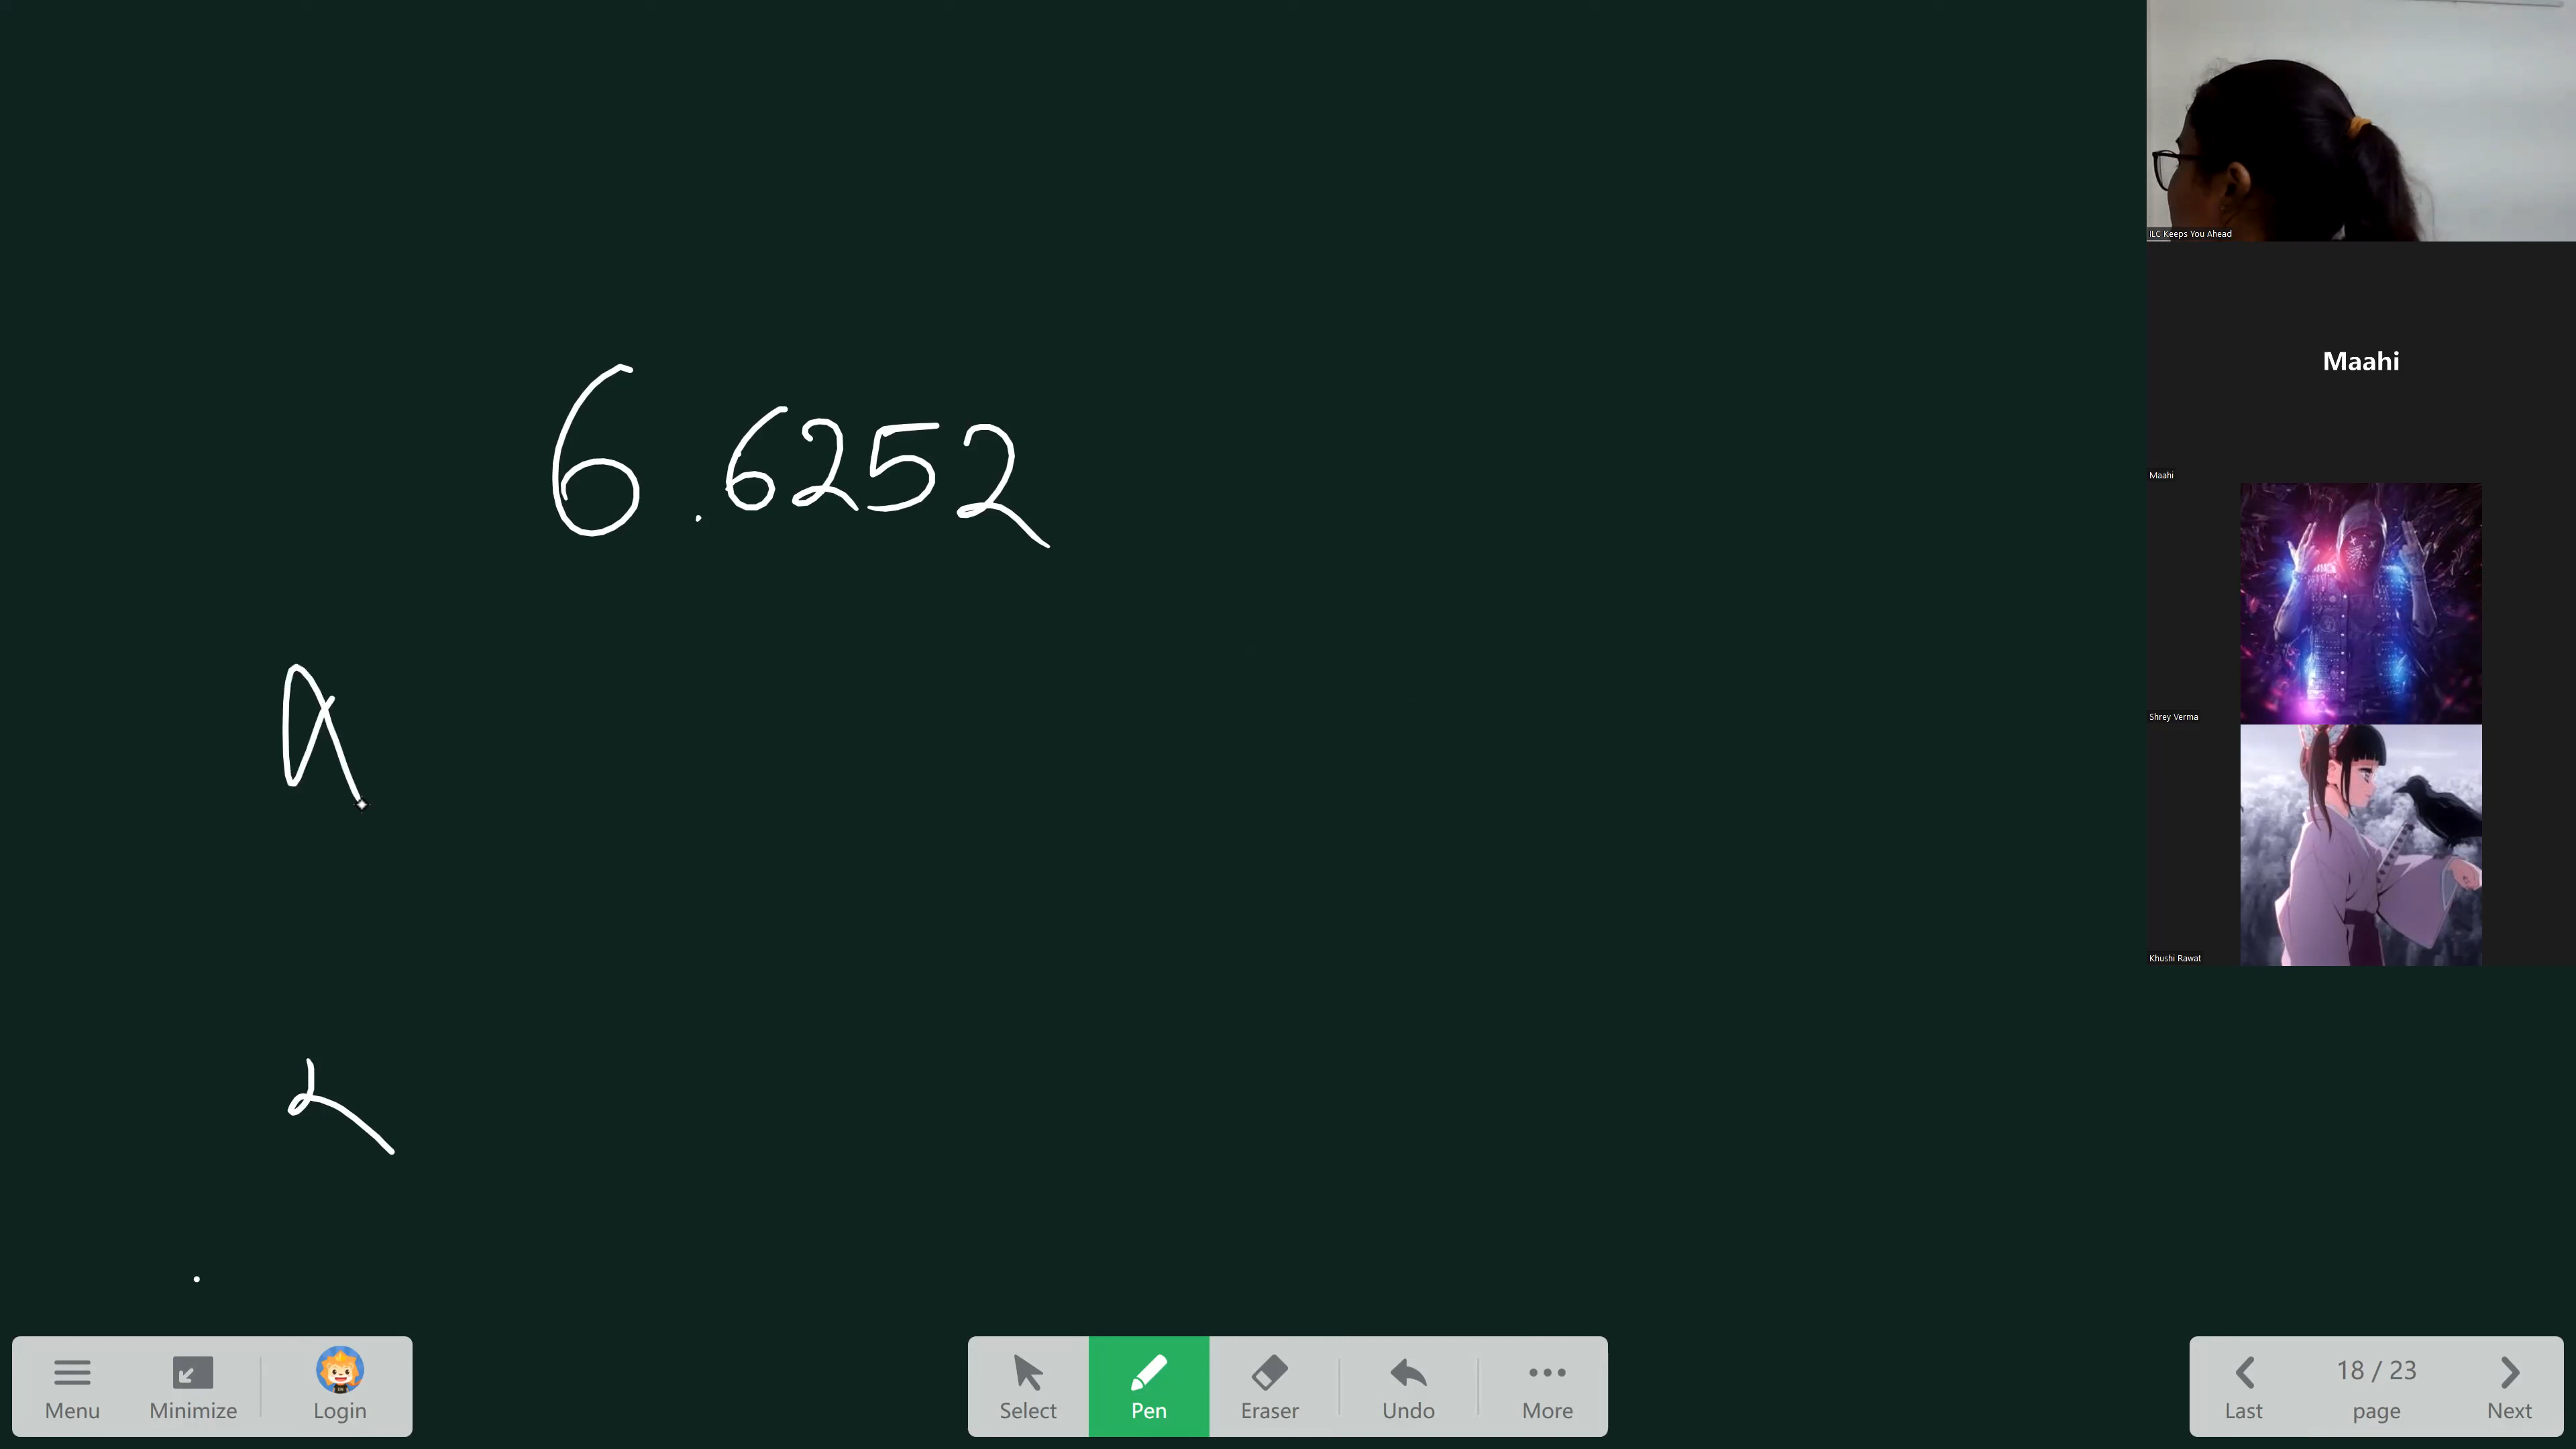 6.6252
ILC Keeps You Ahead
Maahi
Maahi
Shrey Verma
Khushi Rawat
Menu Minimize Login
Select Pen Eraser Undo More
18 / 23
Last page Next